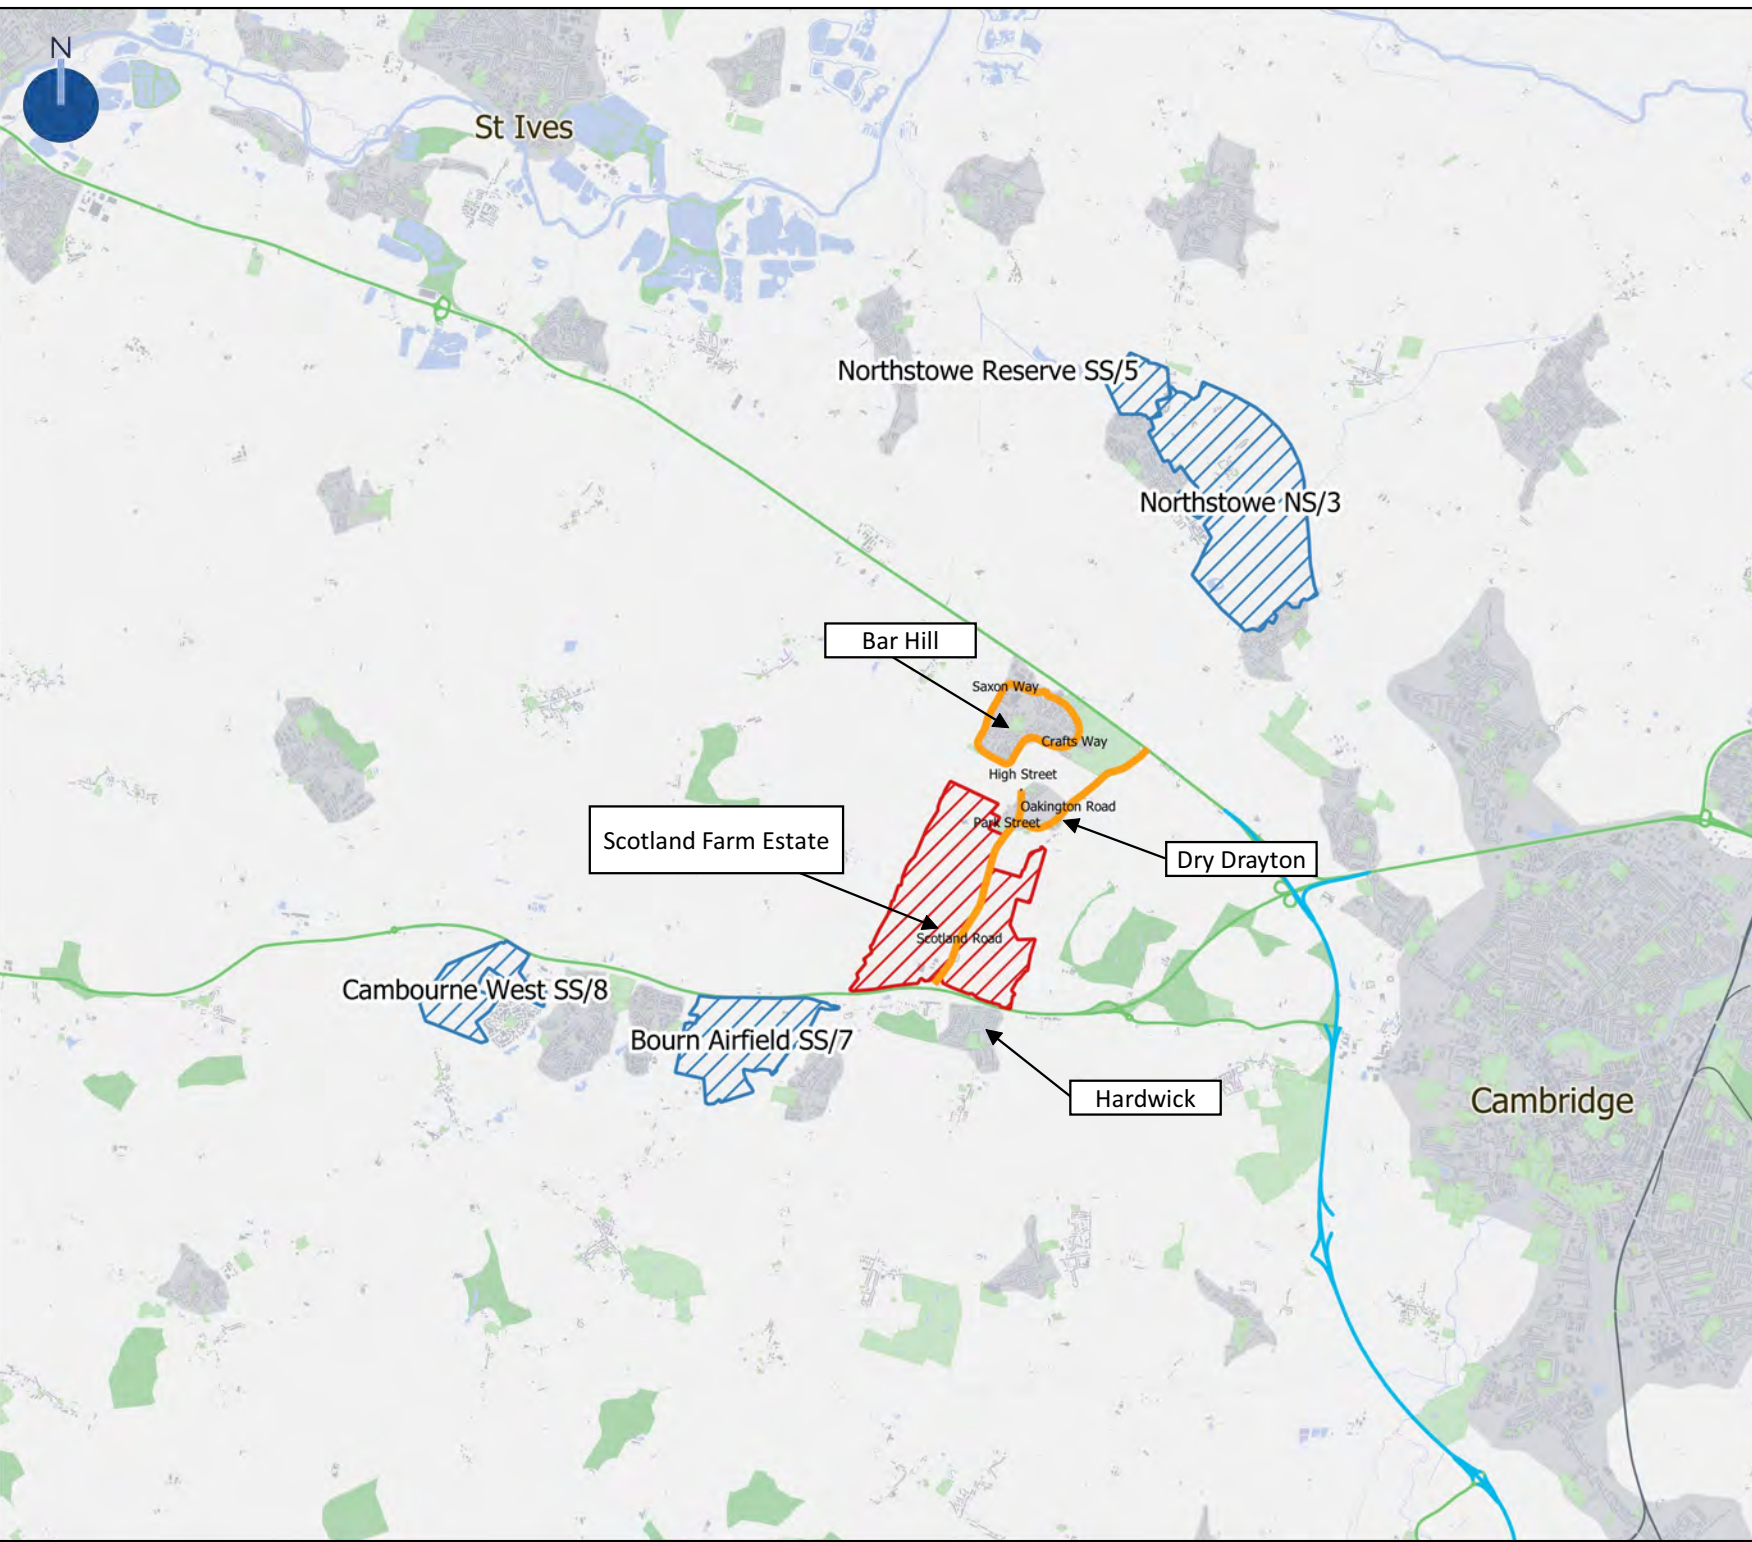 N
St Ives
Northstowe Reserve SS/5
Northstowe NS/3
Bar Hill
Saxon Way
Crafts Way
High Street
Oakington Road
Park Street
Scotland Farm Estate
Dry Drayton
Scotland Road
Cambourne West SS/8
Bourn Airfield SS/7
Hardwick
Cambridge